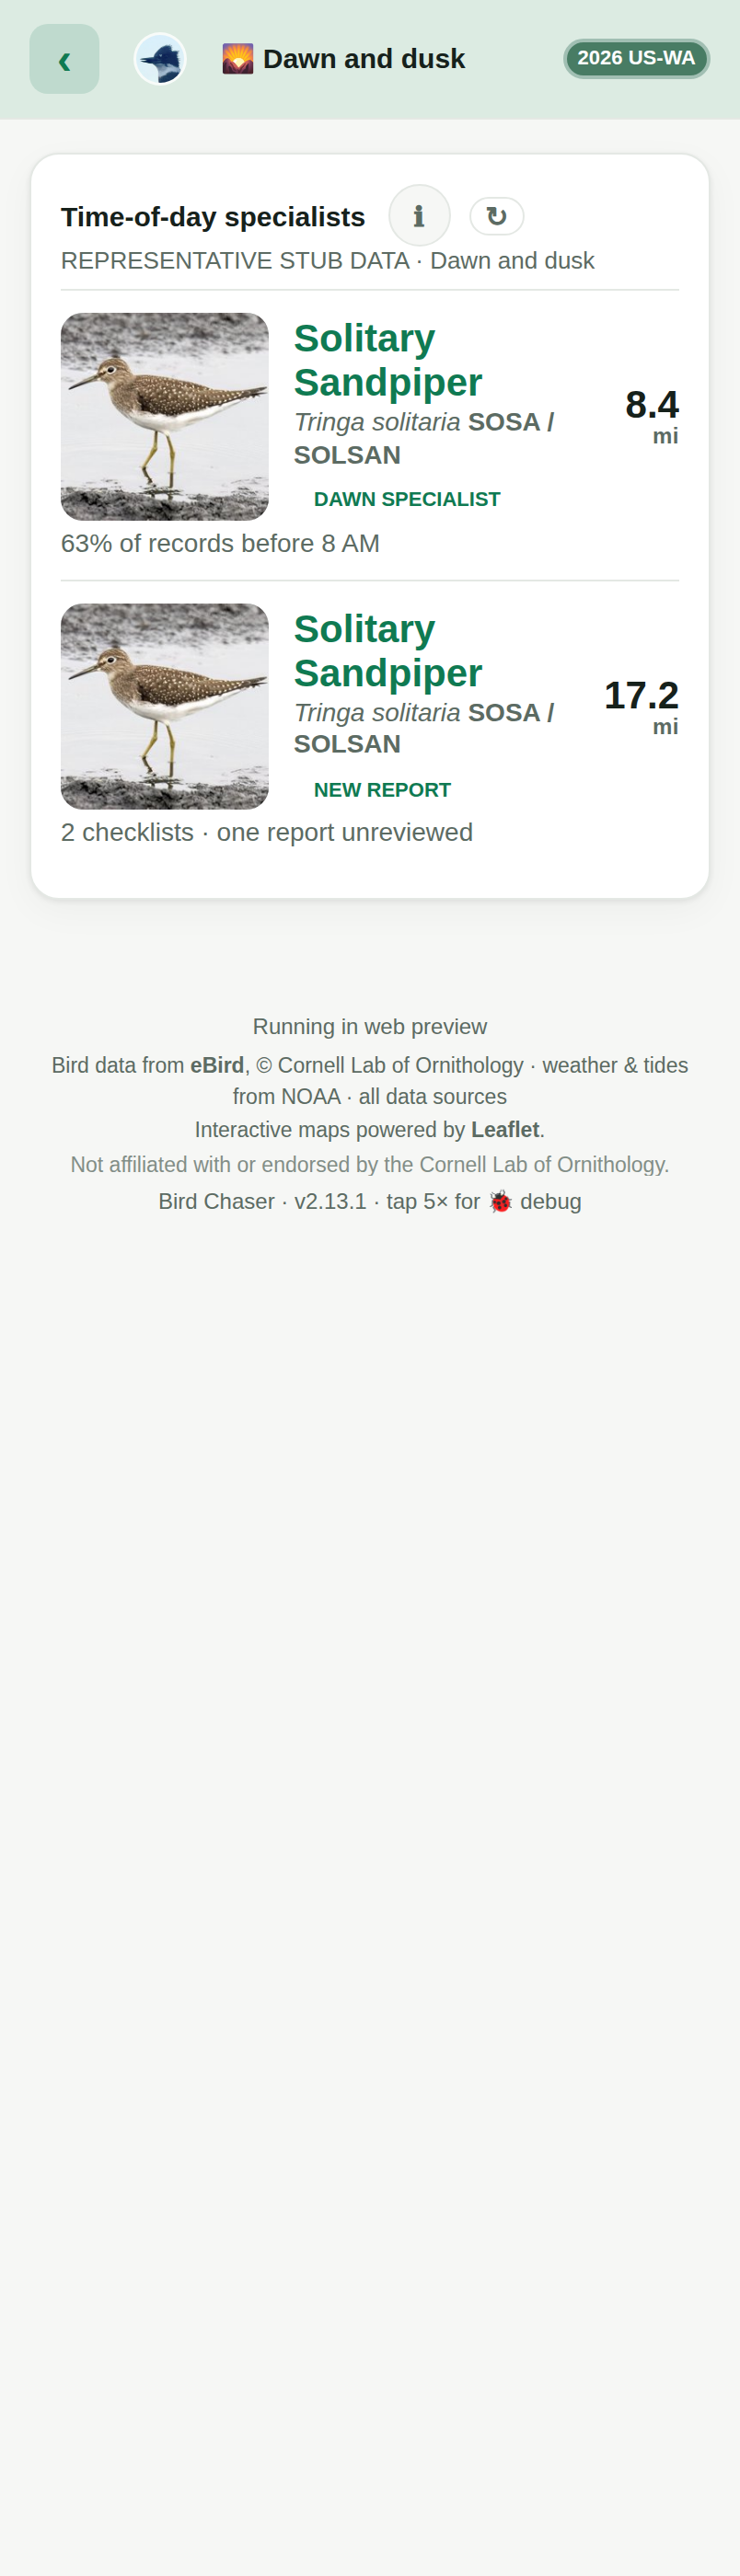 ‹
🌄 Dawn and dusk
2026 US-WA
Time-of-day specialists ℹ ↻
REPRESENTATIVE STUB DATA · Dawn and dusk
Solitary
Sandpiper
Tringa solitaria SOSA /
SOLSAN
8.4
mi
DAWN SPECIALIST
63% of records before 8 AM
Solitary
Sandpiper
Tringa solitaria SOSA /
SOLSAN
17.2
mi
NEW REPORT
2 checklists · one report unreviewed
Running in web preview
Bird data from eBird, © Cornell Lab of Ornithology · weather & tides
from NOAA · all data sources
Interactive maps powered by Leaflet.
Not affiliated with or endorsed by the Cornell Lab of Ornithology.
Bird Chaser · v2.13.1 · tap 5× for 🐞 debug